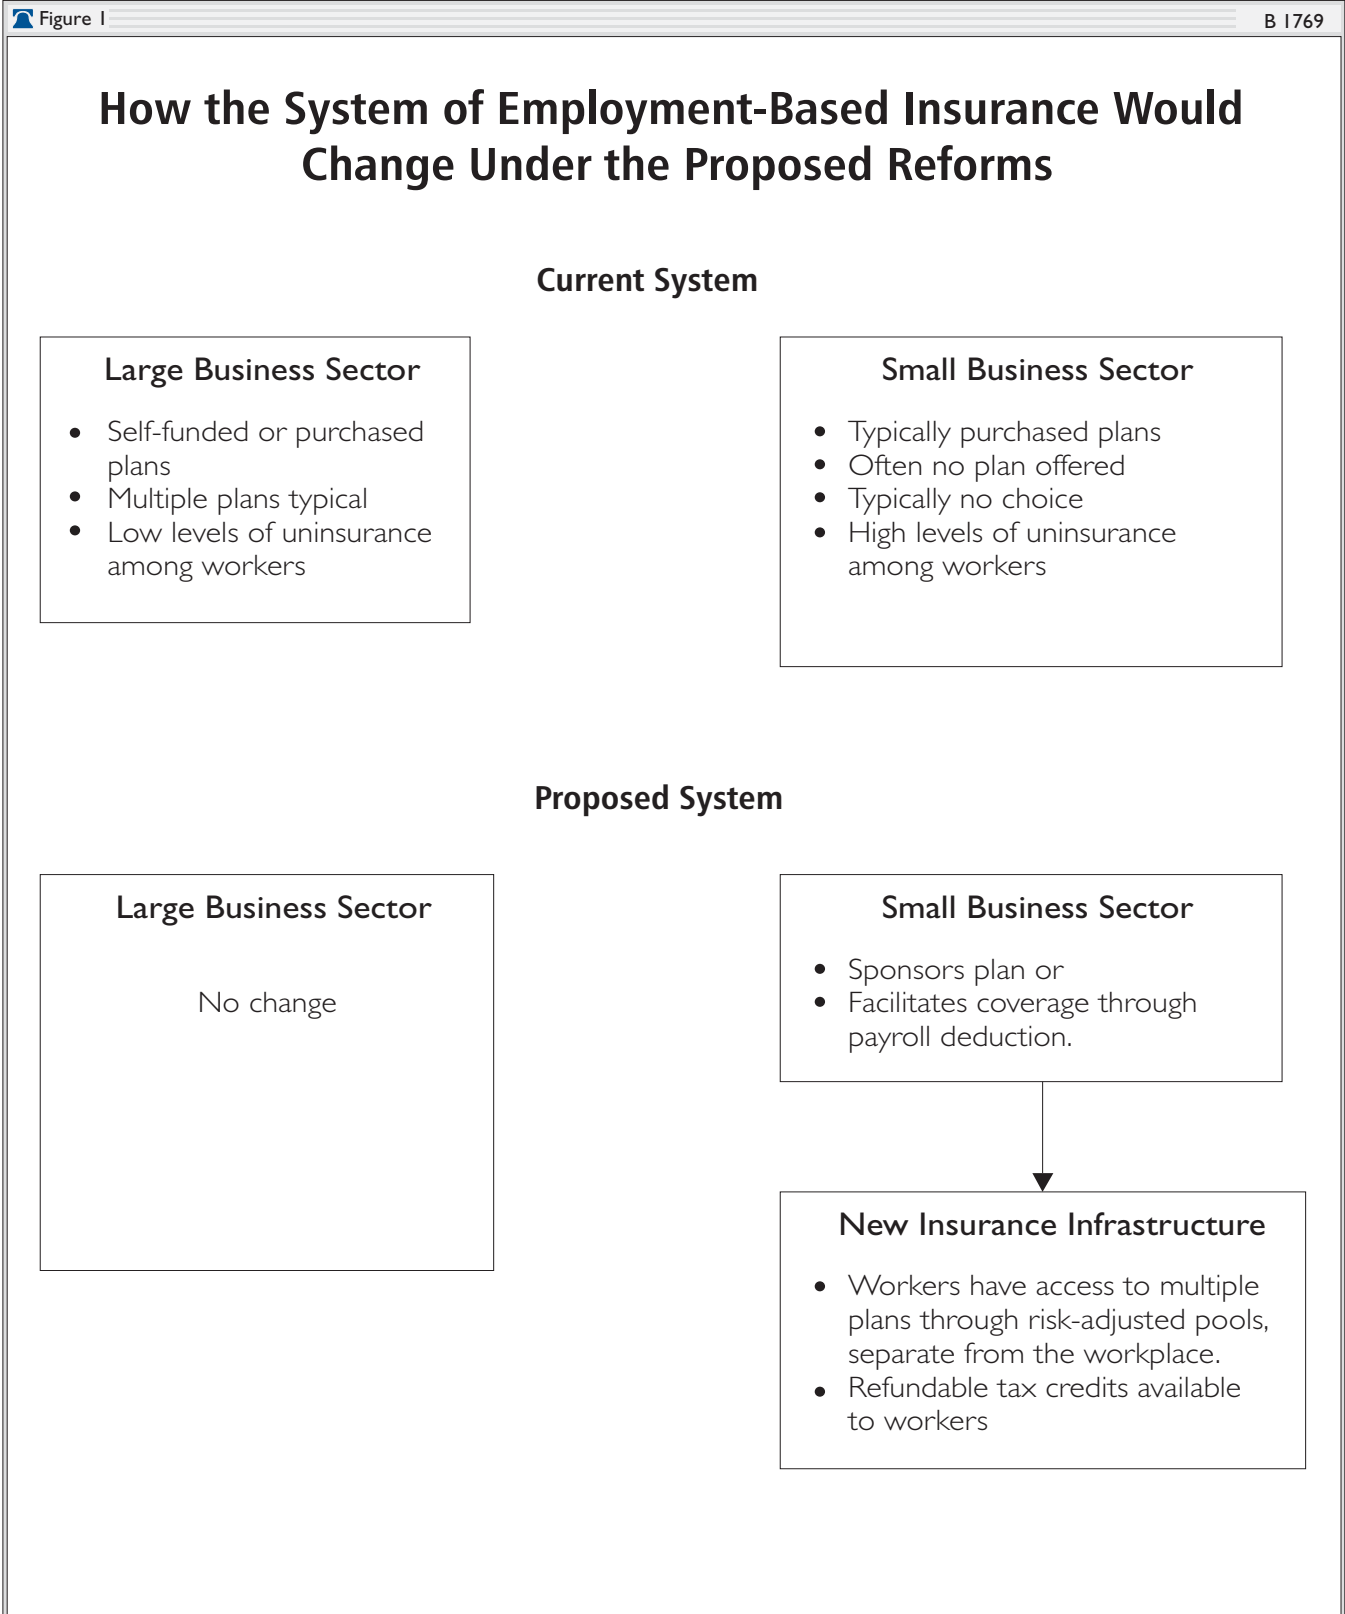 Figure 1
B 1769
How the System of Employment-Based Insurance Would
Change Under the Proposed Reforms
Current System
Large Business Sector
• Self-funded or purchased
plans
• Multiple plans typical
• Low levels of uninsurance
among workers
Small Business Sector
• Typically purchased plans
• Often no plan offered
• Typically no choice
• High levels of uninsurance
among workers
Proposed System
Large Business Sector
No change
Small Business Sector
• Sponsors plan or
• Facilitates coverage through
payroll deduction.
New Insurance Infrastructure
• Workers have access to multiple
plans through risk-adjusted pools,
separate from the workplace.
• Refundable tax credits available
to workers